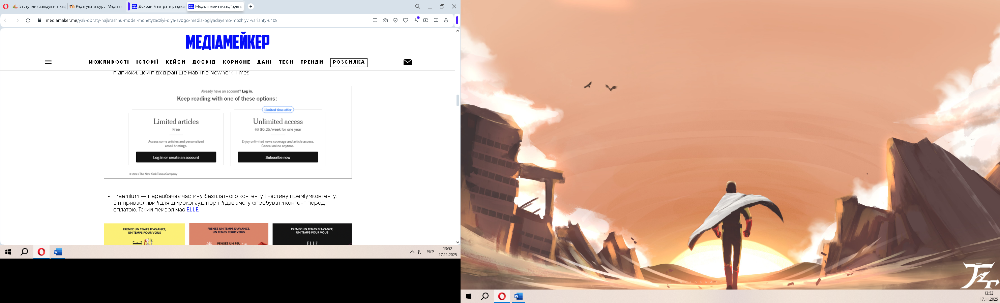 Заступник завідувача каф
Редагувати курс: Медіаек
Доходи й витрати редакц
Моделі монетизації для м
mediamaker.me/yak-obraty-najkrashhu-model-monetyzacziyi-dlya-svogo-media-oglyadayemo-mozhlyvi-varianty-6108
МЕДІАМЕЙКЕР
МОЖЛИВОСТІ ІСТОРІЇ КЕЙСИ ДОСВІД КОРИСНЕ ДАНІ TECH ТРЕНДИ РОЗСИЛКА
підписки. Цей підхід раніше мав The New York Times.
Already have an account? Log in.
Keep reading with one of these options:
Limited articles
Free
Access some articles and personalized
email briefings.
Log in or create an account
Limited time offer
Unlimited access
$2 $0.25/week for one year
Enjoy unlimited news coverage and article access.
Cancel online anytime.
Subscribe now
© 2021 The New York Times Company
• Freemium — передбачає частину безплатного контенту і частину преміумконтенту.
Він привабливий для широкої аудиторії й дає змогу спробувати контент перед
оплатою. Такий пейвол має ELLE.
PRENEZ UN TEMPS D'AVANCE,
UN TEMPS POUR VOUS
PRENEZ UN TEMPS D'AVANCE,
UN TEMPS POUR VOUS
PENSEZ UN PEU
PRENEZ UN TEMPS D'AVANCE,
UN TEMPS POUR VOUS
ELLE
УКР
13:52
17.11.2025
13:52
17.11.2025